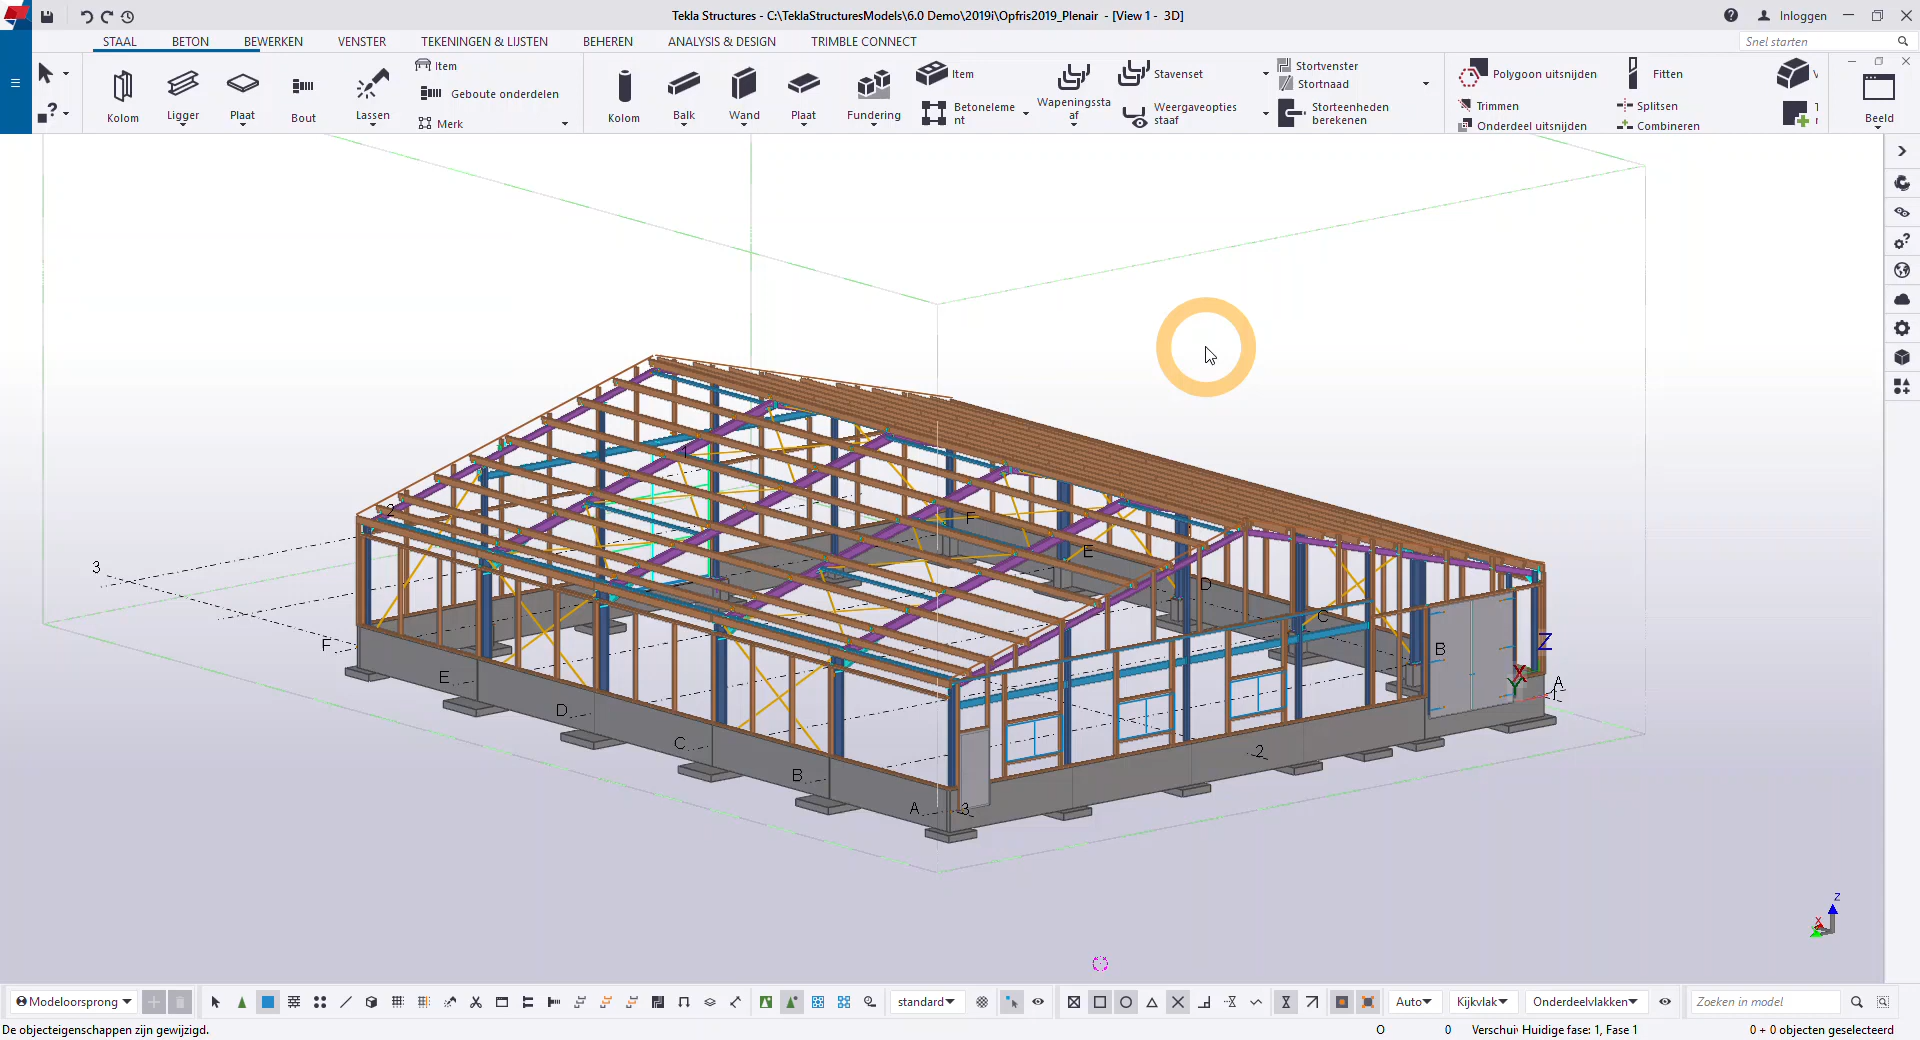 Tekla Structures - C:\TeklaStructuresModels\6.0 Demo\2019i\Opfris2019_Plenair - [View 1 - 3D]
Inloggen
STAAL BETON BEWERKEN VENSTER TEKENINGEN & LIJSTEN BEHEREN ANALYSIS & DESIGN TRIMBLE CONNECT
Snel starten
Kolom
Ligger
Plaat
Bout
Lassen
Item
Geboute onderdelen
Merk
Kolom
Balk
Wand
Plaat
Fundering
Item
Betoneleme
nt
Wapeningssta
af
Stavenset
Weergaveopties
staaf
Stortvenster
Stortnaad
Storteenheden
berekenen
Polygoon uitsnijden
Trimmen
Onderdeel uitsnijden
Fitten
Splitsen
Combineren
Beeld
1
2
3
F
E
D
C
B
A
3
F
E
D
C
B
A
1
2
Z
X
Y
Z
X
Modeloorsprong
standard
Auto
Kijkvlak
Onderdeelvlakken
Zoeken in model
De objecteigenschappen zijn gewijzigd.
O 0 Verschui Huidige fase: 1, Fase 1 0 + 0 objecten geselecteerd